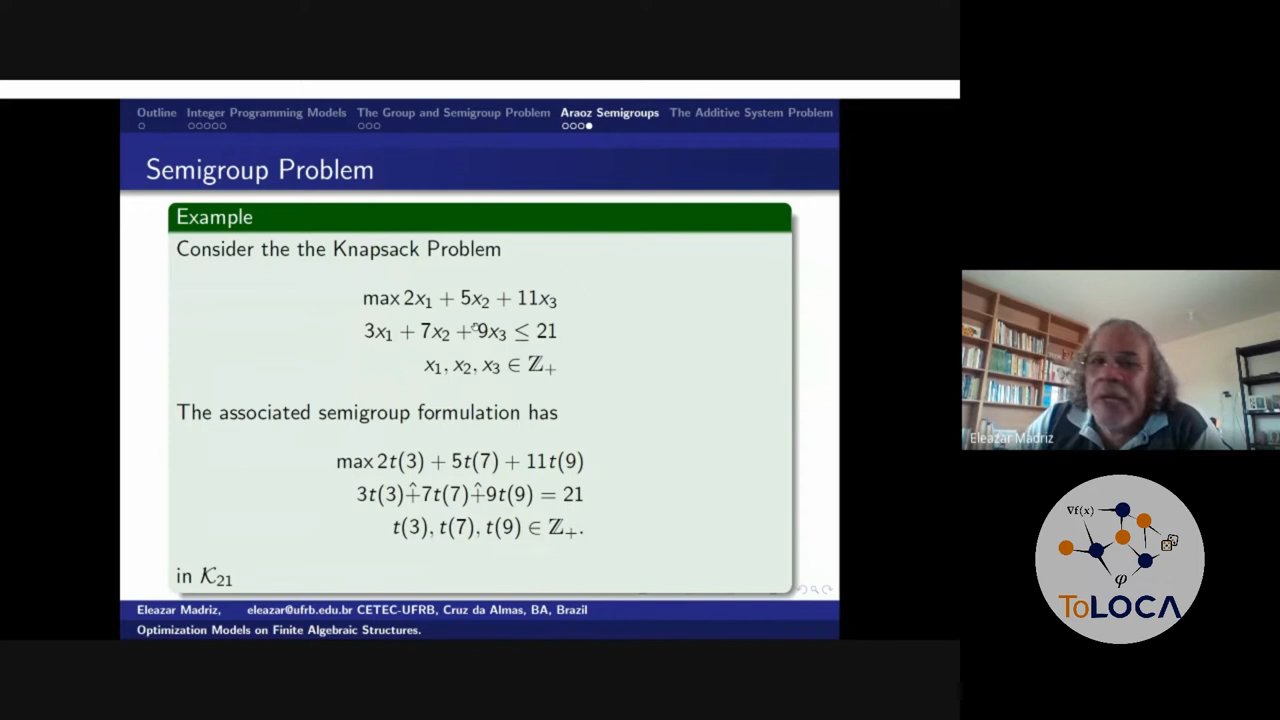 Outline Integer Programming Models The Group and Semigroup Problem Araoz Semigroups The Additive System Problem
Semigroup Problem
Example
Consider the the Knapsack Problem
max 2x₁ + 5x₂ + 11x₃
3x₁ + 7x₂ + 9x₃ ≤ 21
x₁, x₂, x₃ ∈ ℤ₊
The associated semigroup formulation has
max 2t(3) + 5t(7) + 11t(9)
3t(3)+̂7t(7)+̂9t(9) = 21
t(3), t(7), t(9) ∈ ℤ₊.
in 𝒦₂₁
Eleazar Madriz, eleazar@ufrb.edu.br CETEC-UFRB, Cruz da Almas, BA, Brazil
Optimization Models on Finite Algebraic Structures.
Eleazar Madriz
∇f(x)
φ
ToLOCA